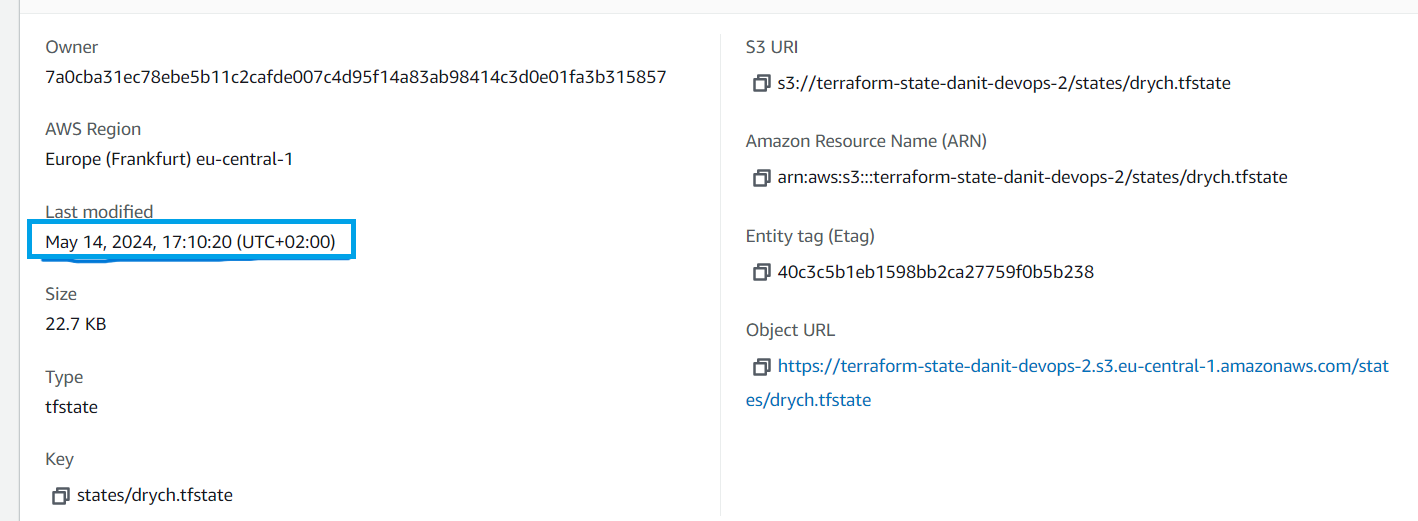 Owner
7a0cba31ec78ebe5b11c2cafde007c4d95f14a83ab98414c3d0e01fa3b315857
AWS Region
Europe (Frankfurt) eu-central-1
Last modified
May 14, 2024, 17:10:20 (UTC+02:00)
Size
22.7 KB
Type
tfstate
Key
states/drych.tfstate
S3 URI
s3://terraform-state-danit-devops-2/states/drych.tfstate
Amazon Resource Name (ARN)
arn:aws:s3:::terraform-state-danit-devops-2/states/drych.tfstate
Entity tag (Etag)
40c3c5b1eb1598bb2ca27759f0b5b238
Object URL
https://terraform-state-danit-devops-2.s3.eu-central-1.amazonaws.com/stat
es/drych.tfstate